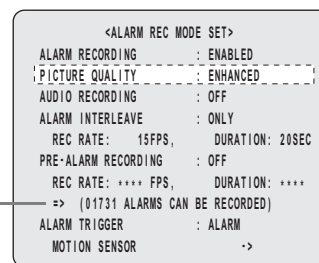 <ALARM REC MODE SET>
ALARM RECORDING : ENABLED
PICTURE QUALITY : ENHANCED
AUDIO RECORDING : OFF
ALARM INTERLEAVE : ONLY
REC RATE: 15FPS, DURATION: 20SEC
PRE-ALARM RECORDING : OFF
REC RATE: **** FPS, DURATION: ****
=> (01731 ALARMS CAN BE RECORDED)
ALARM TRIGGER : ALARM
MOTION SENSOR ->